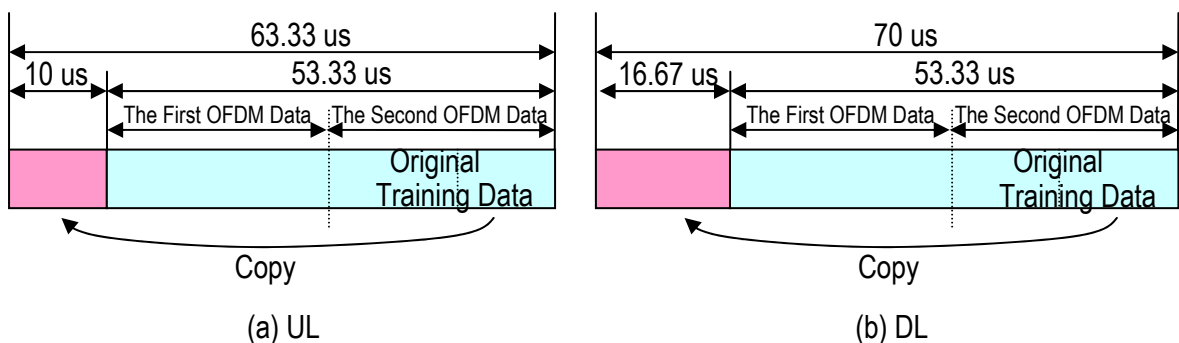 63.33 us
10 us
53.33 us
The First OFDM Data
The Second OFDM Data
Original
Training Data
Copy
(a) UL
70 us
16.67 us
53.33 us
The First OFDM Data
The Second OFDM Data
Original
Training Data
Copy
(b) DL